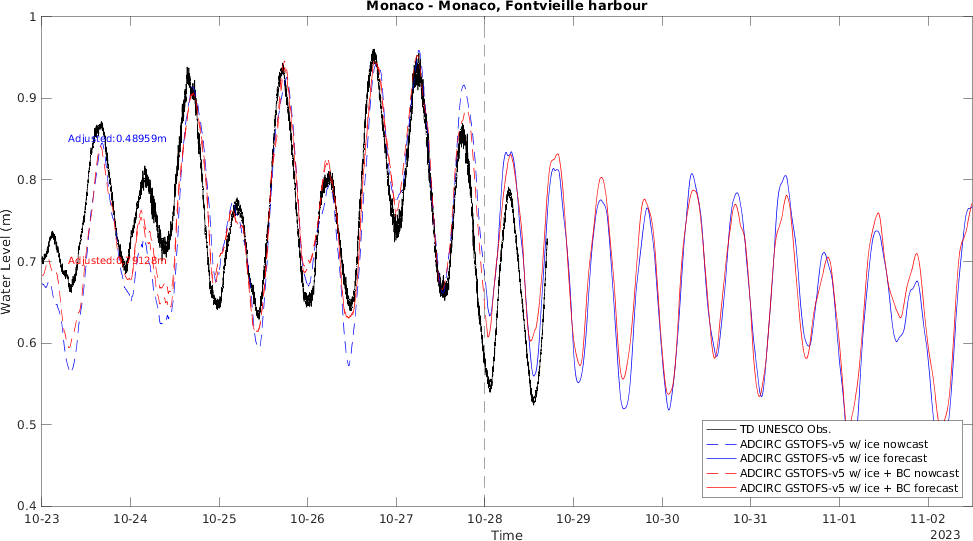 Monaco - Monaco, Fontvieille harbour
1
0.9
0.8
0.7
0.6
0.5
0.4
Water Level (m)
Adjusted:0.48959m
TD UNESCO Obs.
ADCIRC GSTOFS-v5 w/ ice nowcast
ADCIRC GSTOFS-v5 w/ ice forecast
ADCIRC GSTOFS-v5 w/ ice + BC nowcast
ADCIRC GSTOFS-v5 w/ ice + BC forecast
10-23
10-24
10-25
10-26
10-27
10-28
10-29
10-30
10-31
11-01
11-02
Time
2023